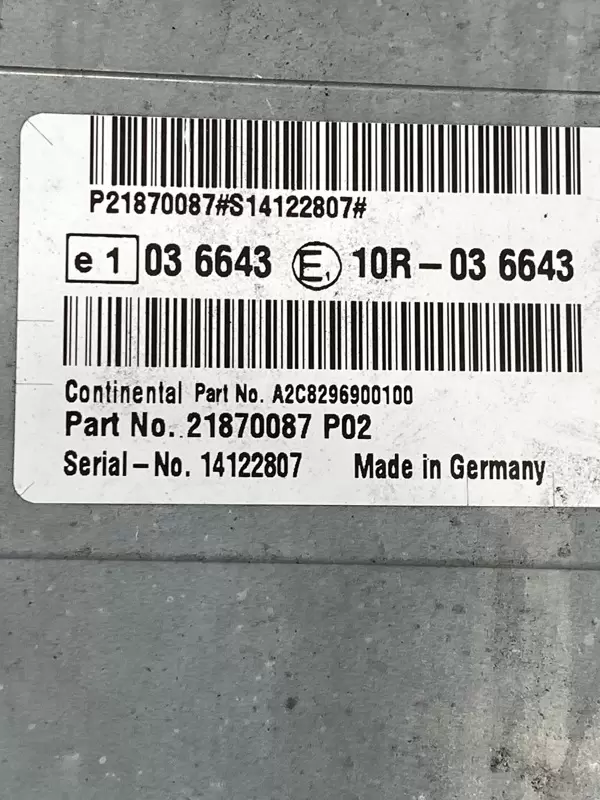 P21870087#S14122807#
e1 03 6643 E1 10R-03 6643
Continental Part No. A2C8296900100
Part No. 21870087 P02
Serial-No. 14122807 Made in Germany